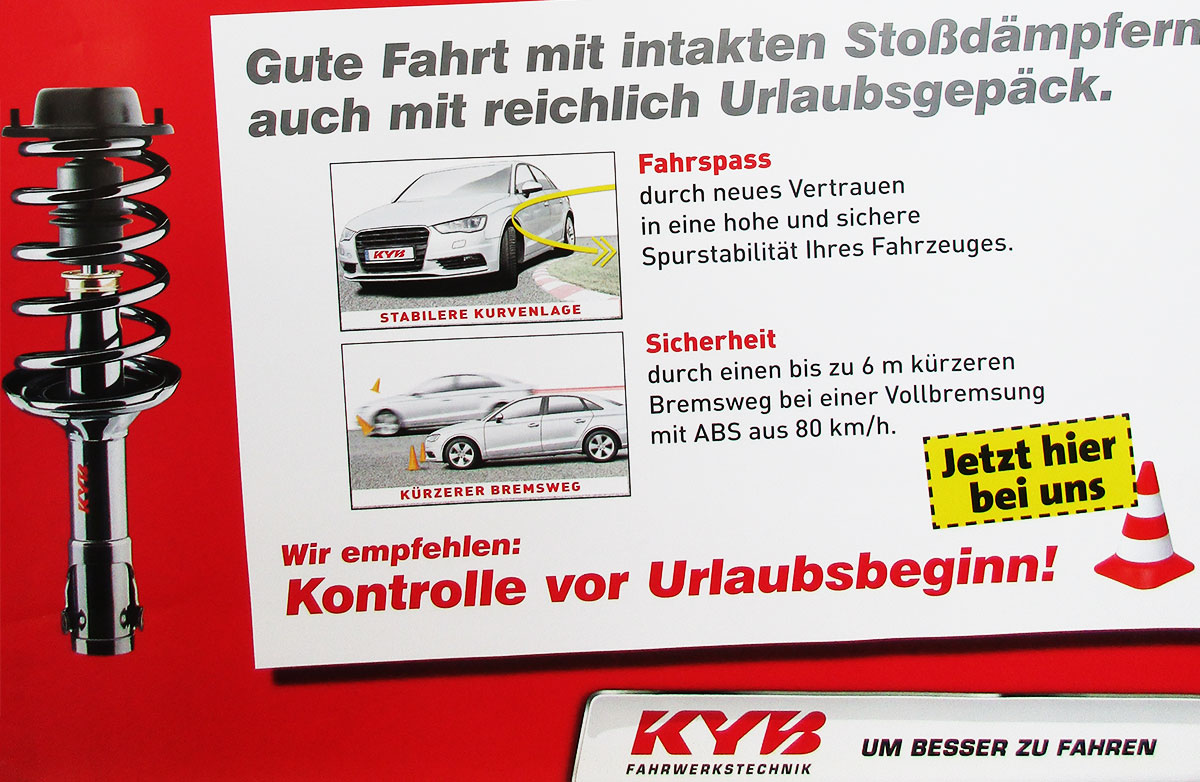 Gute Fahrt mit intakten Stoßdämpfern
auch mit reichlich Urlaubsgepäck.
KYB
STABILERE KURVENLAGE
Fahrspass
durch neues Vertrauen
in eine hohe und sichere
Spurstabilität Ihres Fahrzeuges.
KÜRZERER BREMSWEG
Sicherheit
durch einen bis zu 6 m kürzeren
Bremsweg bei einer Vollbremsung
mit ABS aus 80 km/h.
Jetzt hier
bei uns
KYB
Wir empfehlen:
Kontrolle vor Urlaubsbeginn!
KYB
FAHRWERKSTECHNIK
UM BESSER ZU FAHREN